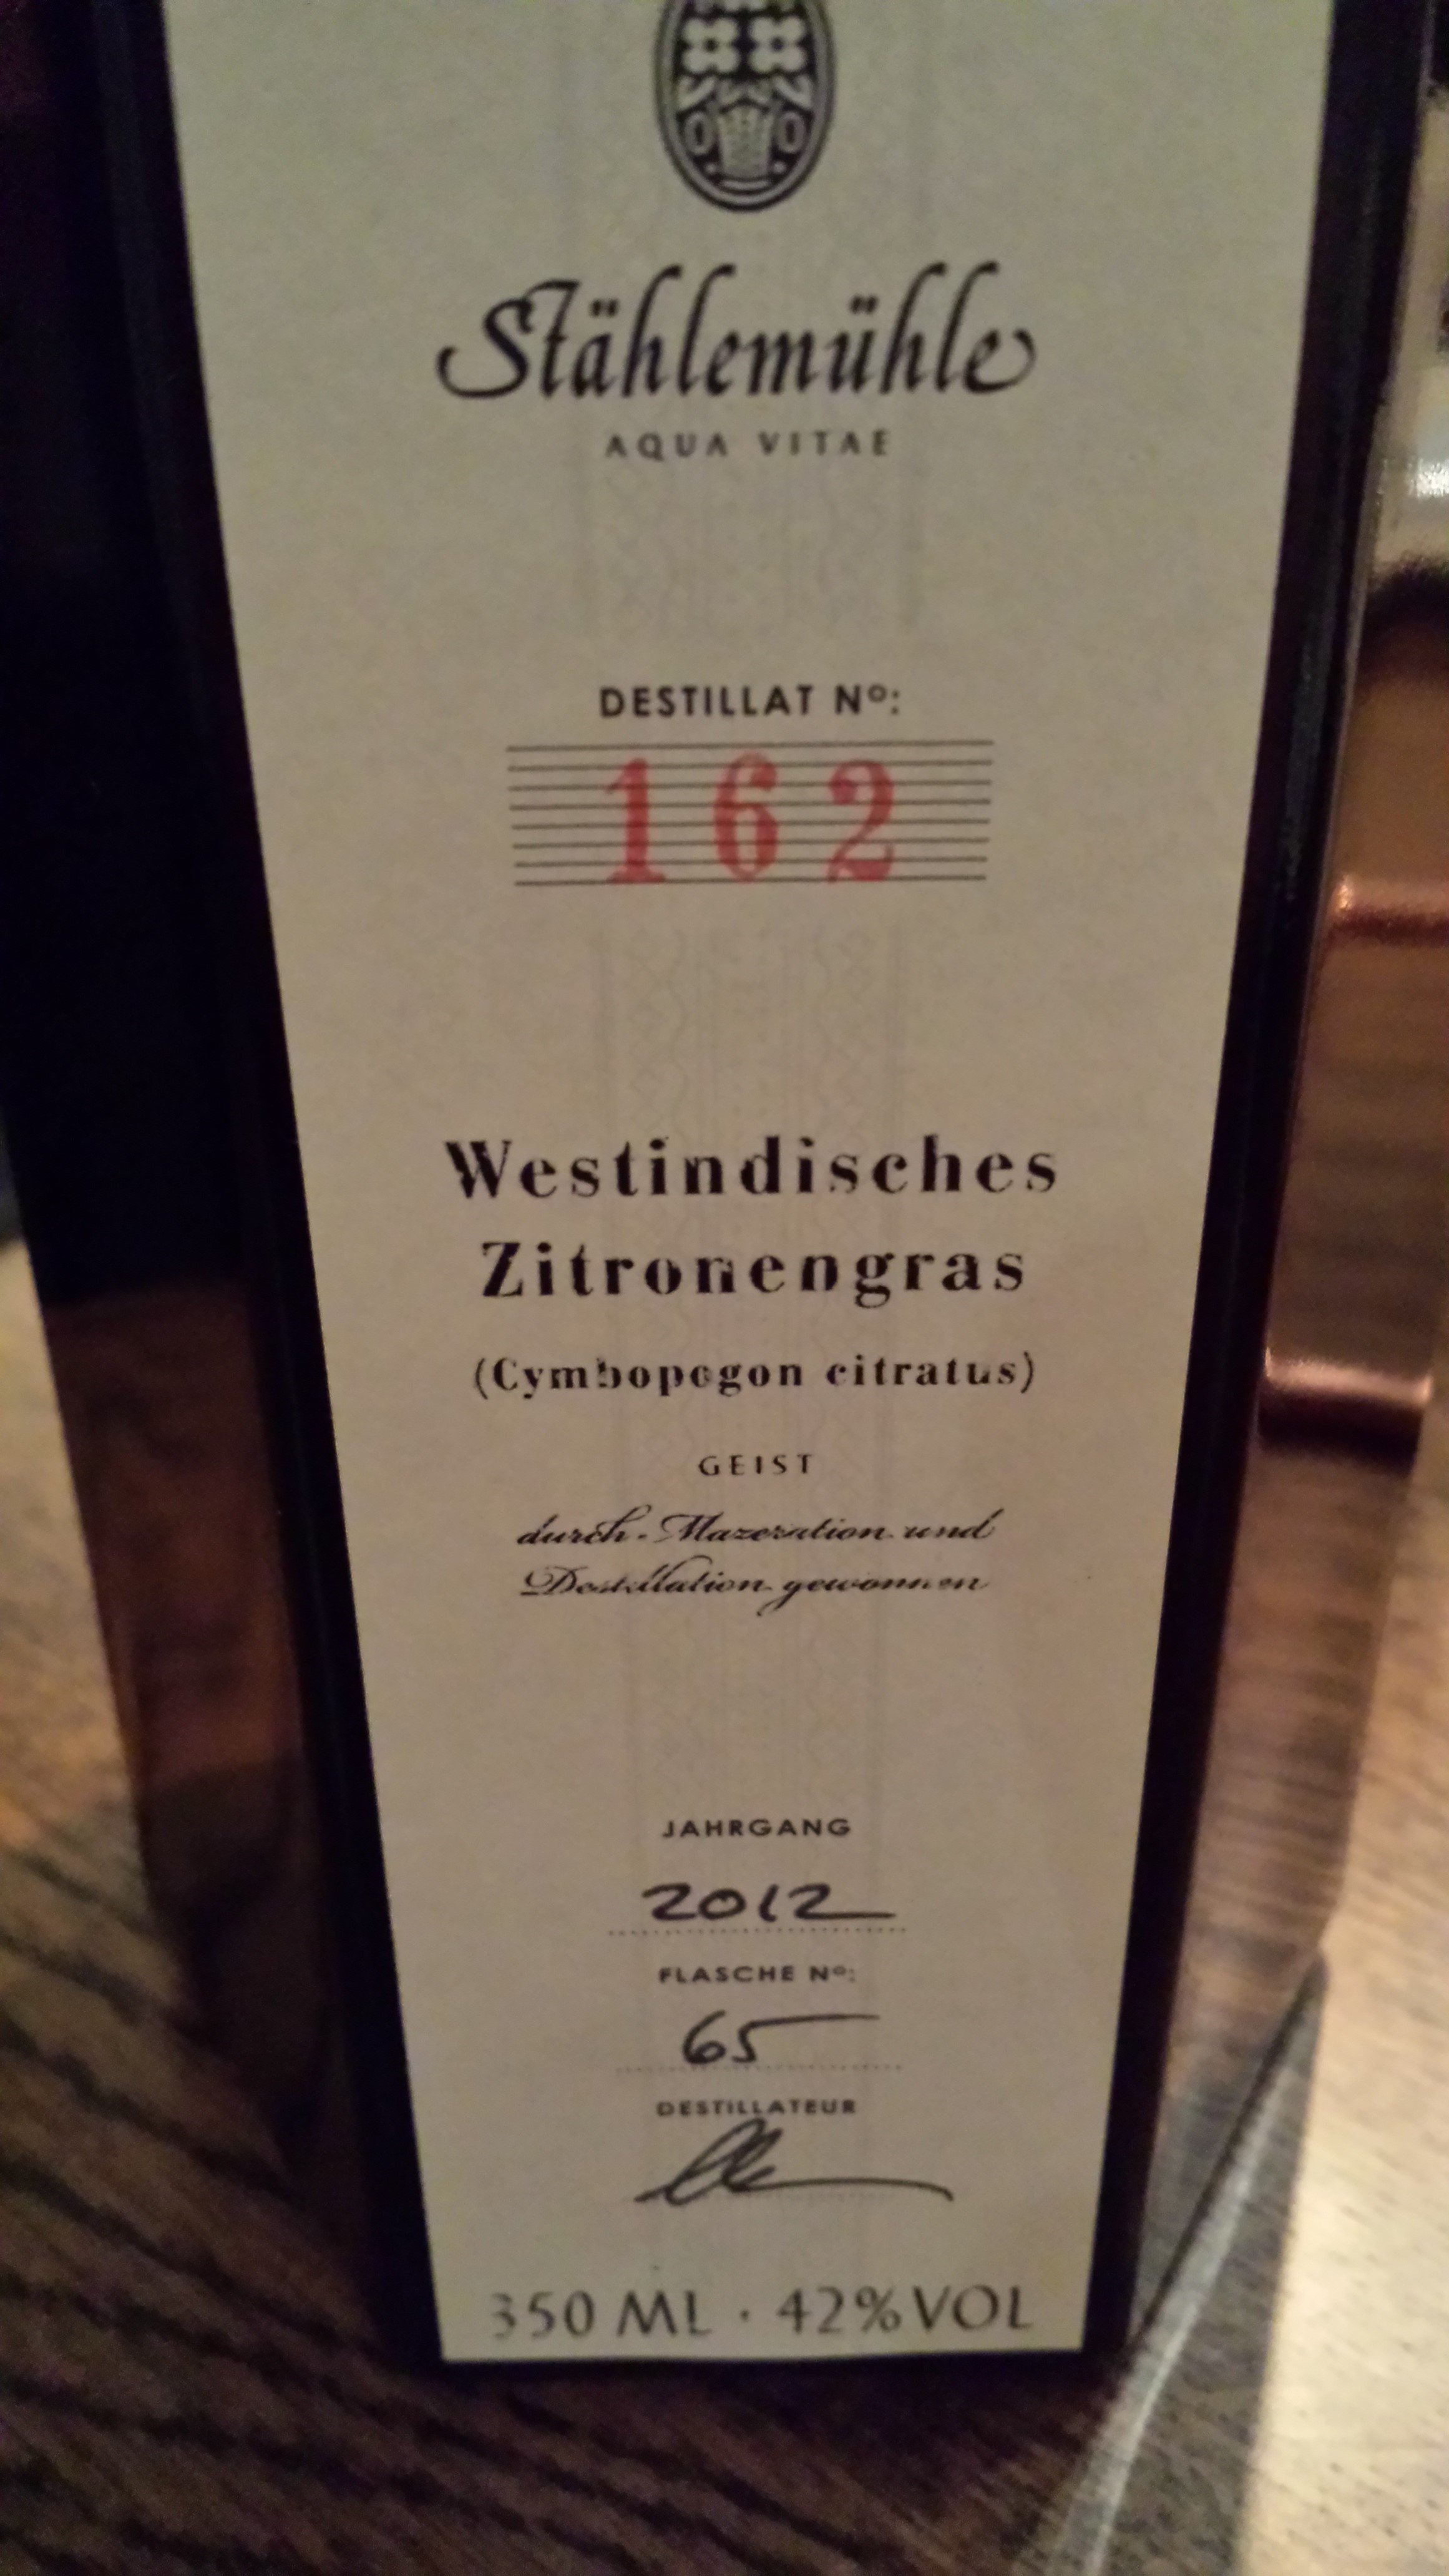 Stählemühle
AQUA VITAE
DESTILLAT Nº:
162
Westindisches
Zitronengras
(Cymbopogon citratus)
GEIST
durch Mazeration und
Destillation gewonnen
JAHRGANG
2012
FLASCHE Nº:
65
DESTILLATEUR
350 ML · 42% VOL